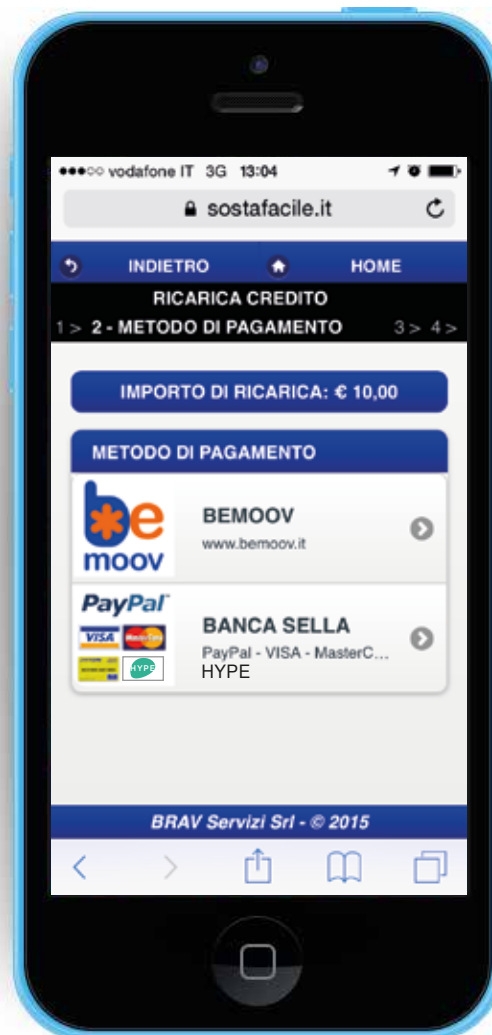 vodafone IT 3G 13:04
sostafacile.it
INDIETRO HOME
RICARICA CREDITO
1 > 2 - METODO DI PAGAMENTO 3 > 4 >
IMPORTO DI RICARICA: € 10,00
METODO DI PAGAMENTO
be
moov
BEMOOV
www.bemoov.it
PayPal
VISA MasterCard
HYPE
BANCA SELLA
PayPal - VISA - MasterC...
HYPE
BRAV Servizi Srl - © 2015